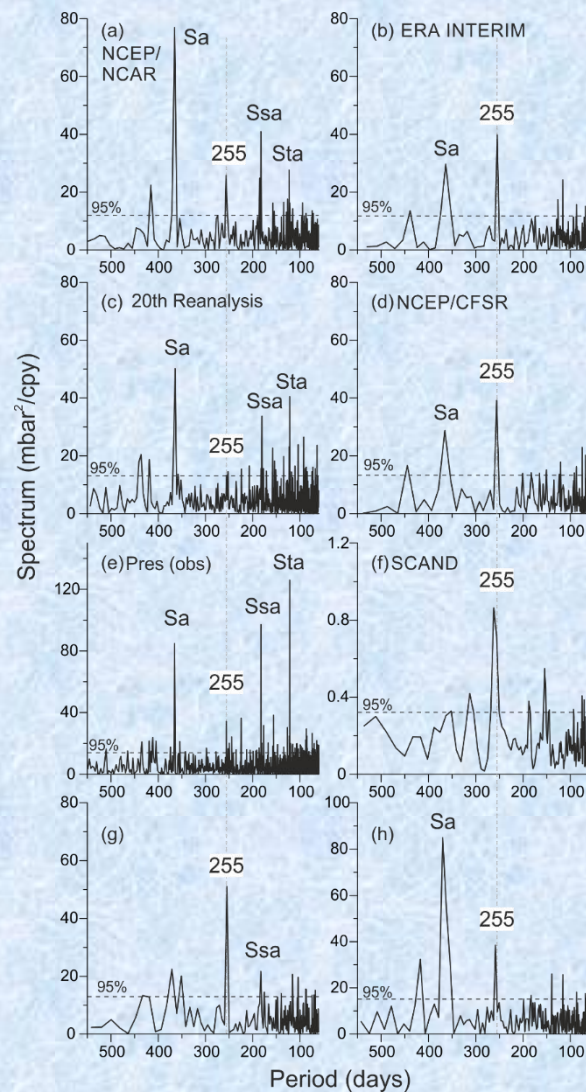 80
60
40
20
0
(a)
NCEP/
NCAR
Sa
255
Ssa
Sta
95%
500 400 300 200 100
80
60
40
20
0
(b) ERA INTERIM
Sa
255
95%
500 400 300 200 100
80
60
40
20
0
(c) 20th Reanalysis
Sa
255
Ssa
Sta
95%
500 400 300 200 100
80
60
40
20
0
(d) NCEP/CFSR
Sa
255
95%
500 400 300 200 100
Spectrum (mbar²/cpy)
120
80
40
0
(e) Pres (obs)
Sa
255
Ssa
Sta
95%
500 400 300 200 100
1.2
0.8
0.4
0.0
(f) SCAND
255
95%
500 400 300 200 100
80
60
40
20
0
(g)
255
Ssa
95%
500 400 300 200 100
100
80
60
40
20
0
(h)
Sa
255
95%
500 400 300 200 100
Period (days)